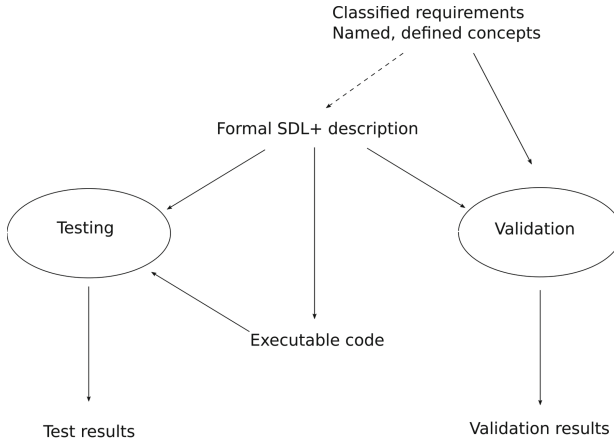 Classified requirements
Named, defined concepts
Formal SDL+ description
Testing
Validation
Executable code
Test results
Validation results